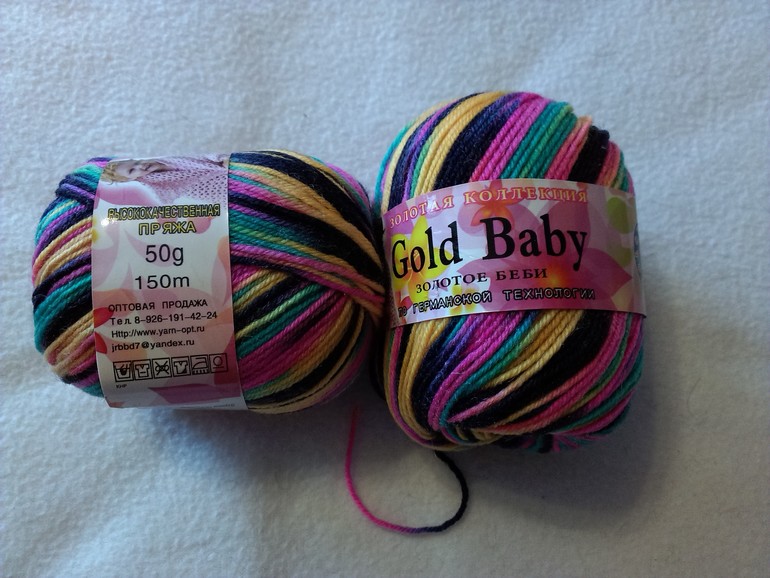 ВЫСОКОКАЧЕСТВЕННАЯ
ПРЯЖА
50g
150m
ОПТОВАЯ ПРОДАЖА
Тел. 8-926-191-42-24
Http://www.yarn-opt.ru
jrbbd7@yandex.ru
КНР
ЗОЛОТАЯ КОЛЛЕКЦИЯ
Gold Baby
ЗОЛОТОЕ БЕБИ
ПО ГЕРМАНСКОЙ ТЕХНОЛОГИИ